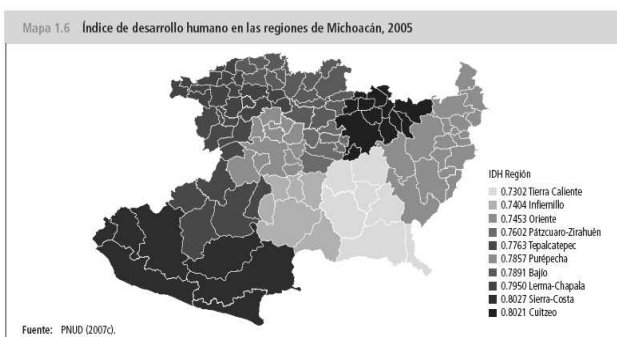 Mapa 1.6 Índice de desarrollo humano en las regiones de Michoacán, 2005
IDH Región
0.7302 Tierra Caliente
0.7404 Infiernillo
0.7453 Oriente
0.7602 Pátzcuaro-Zirahuén
0.7763 Tepalcatepec
0.7857 Purépecha
0.7891 Bajío
0.7950 Lerma-Chapala
0.8027 Sierra-Costa
0.8021 Cuitzeo
Fuente: PNUD (2007c).